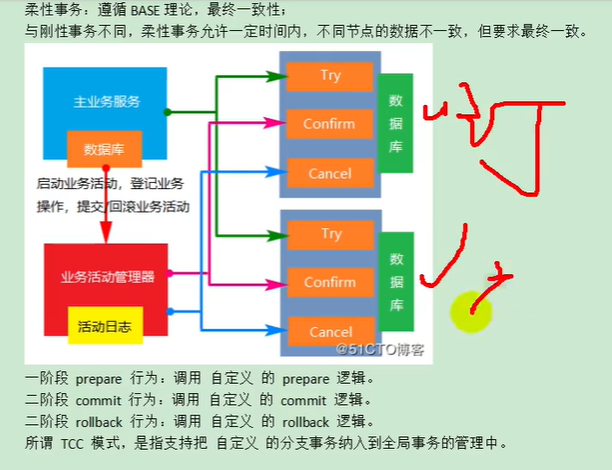 柔性事务：遵循BASE理论，最终一致性；
与刚性事务不同，柔性事务允许一定时间内，不同节点的数据不一致，但要求最终一致。
主业务服务
数据库
启动业务活动，登记业务
操作，提交/回滚业务活动
业务活动管理器
活动日志
Try
Confirm
Cancel
数
据
库
Try
Confirm
Cancel
数
据
库
@51CTO博客
一阶段 prepare 行为：调用 自定义 的 prepare 逻辑。
二阶段 commit 行为：调用 自定义 的 commit 逻辑。
二阶段 rollback 行为：调用 自定义 的 rollback 逻辑。
所谓 TCC 模式，是指支持把 自定义 的分支事务纳入到全局事务的管理中。